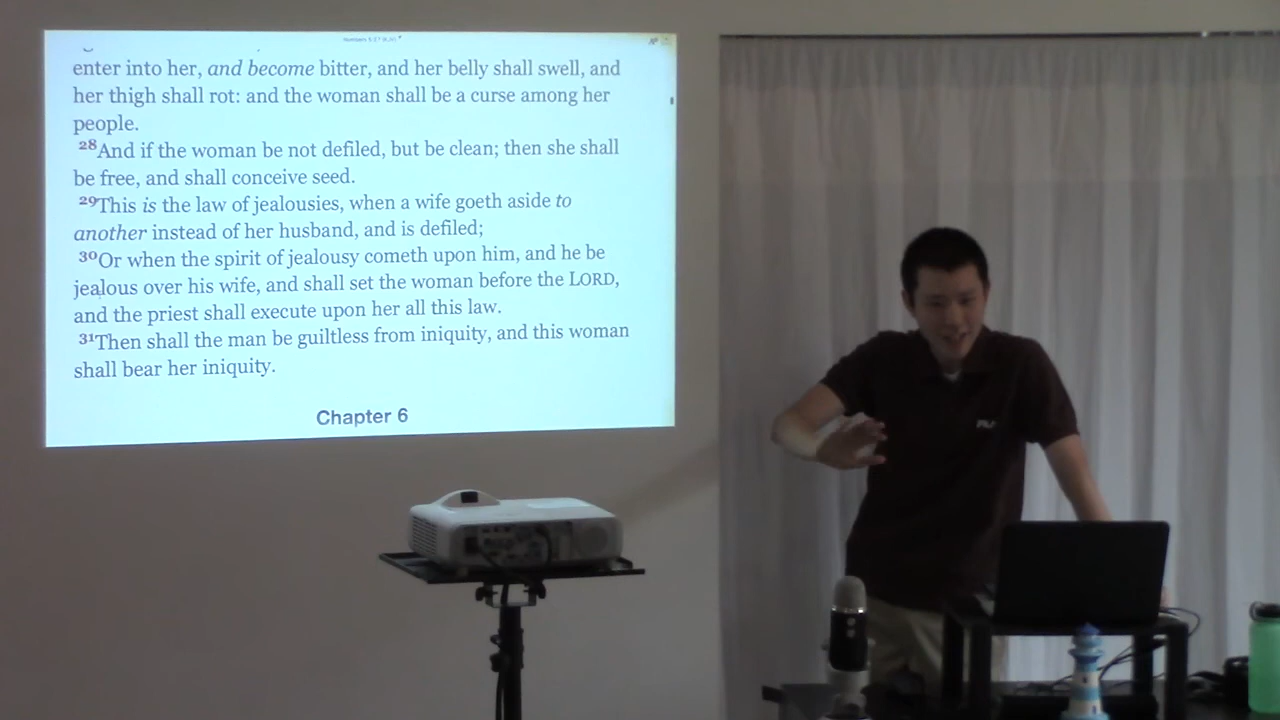 enter into her, and become bitter, and her belly shall swell, and
her thigh shall rot: and the woman shall be a curse among her
people.
28And if the woman be not defiled, but be clean; then she shall
be free, and shall conceive seed.
29This is the law of jealousies, when a wife goeth aside to
another instead of her husband, and is defiled;
30Or when the spirit of jealousy cometh upon him, and he be
jealous over his wife, and shall set the woman before the LORD,
and the priest shall execute upon her all this law.
31Then shall the man be guiltless from iniquity, and this woman
shall bear her iniquity.
Chapter 6